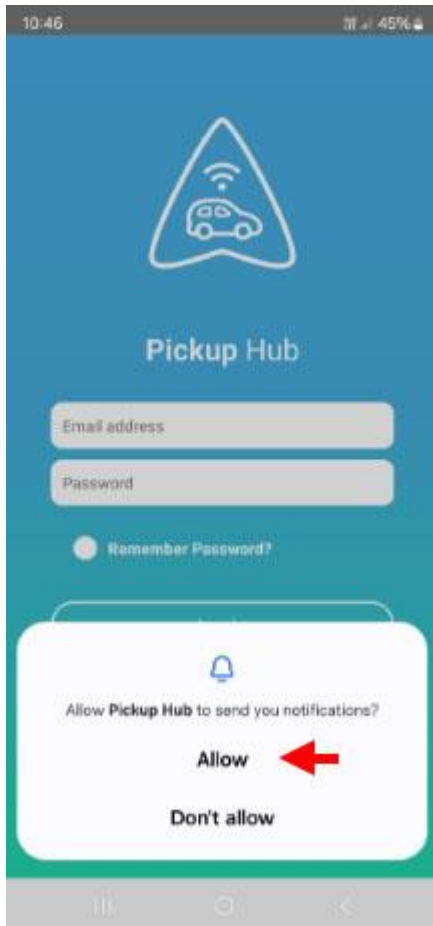 10:46
45%
Pickup Hub
Email address
Password
Remember Password?
Allow Pickup Hub to send you notifications?
Allow
Don't allow